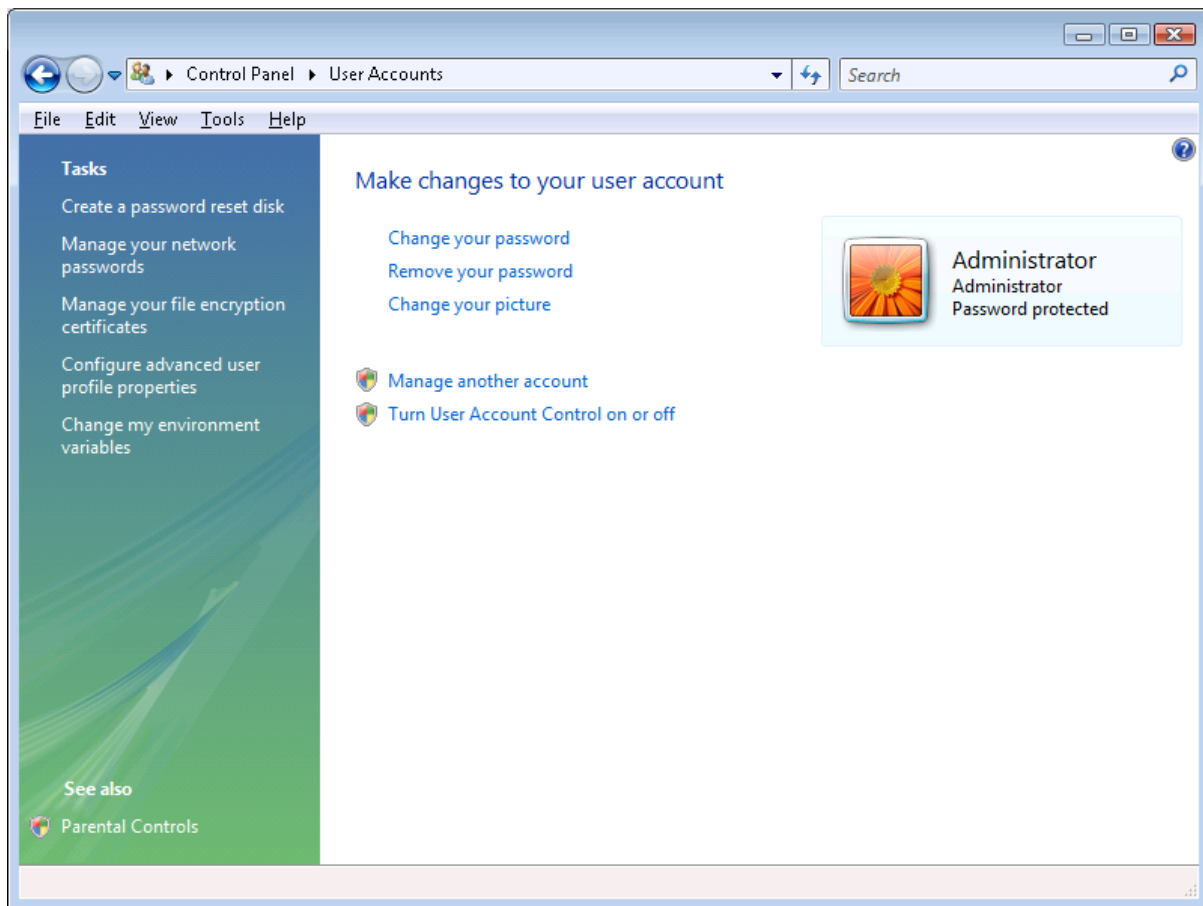 Control Panel User Accounts
Search
File Edit View Tools Help
Tasks
Create a password reset disk
Manage your network
passwords
Manage your file encryption
certificates
Configure advanced user
profile properties
Change my environment
variables
See also
Parental Controls
Make changes to your user account
Change your password
Remove your password
Change your picture
Manage another account
Turn User Account Control on or off
Administrator
Administrator
Password protected